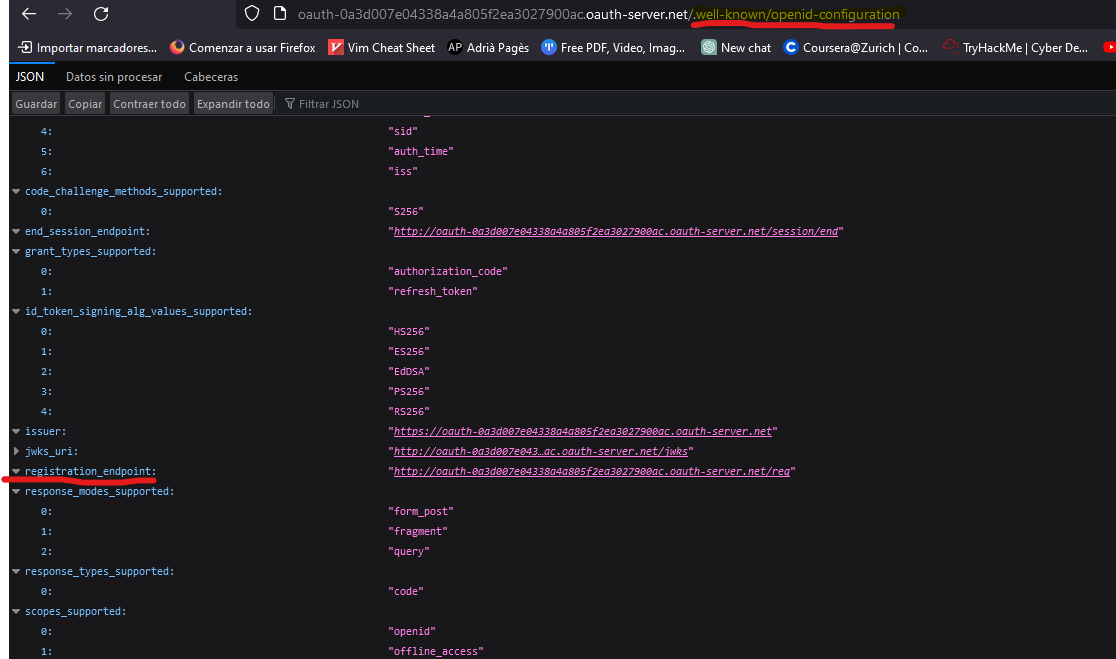 oauth-0a3d007e04338a4a805f2ea3027900ac.oauth-server.net/.well-known/openid-configuration
Importar marcadores... Comenzar a usar Firefox Vim Cheat Sheet AP Adrià Pagès Free PDF, Video, Imag... New chat Coursera@Zurich | Co... TryHackMe | Cyber De...
JSON Datos sin procesar Cabeceras
Guardar Copiar Contraer todo Expandir todo Filtrar JSON
4: "sid"
5: "auth_time"
6: "iss"
code_challenge_methods_supported:
0: "S256"
end_session_endpoint: "http://oauth-0a3d007e04338a4a805f2ea3027900ac.oauth-server.net/session/end"
grant_types_supported:
0: "authorization_code"
1: "refresh_token"
id_token_signing_alg_values_supported:
0: "HS256"
1: "ES256"
2: "EdDSA"
3: "PS256"
4: "RS256"
issuer: "https://oauth-0a3d007e04338a4a805f2ea3027900ac.oauth-server.net"
jwks_uri: "http://oauth-0a3d007e043…ac.oauth-server.net/jwks"
registration_endpoint: "http://oauth-0a3d007e04338a4a805f2ea3027900ac.oauth-server.net/reg"
response_modes_supported:
0: "form_post"
1: "fragment"
2: "query"
response_types_supported:
0: "code"
scopes_supported:
0: "openid"
1: "offline_access"